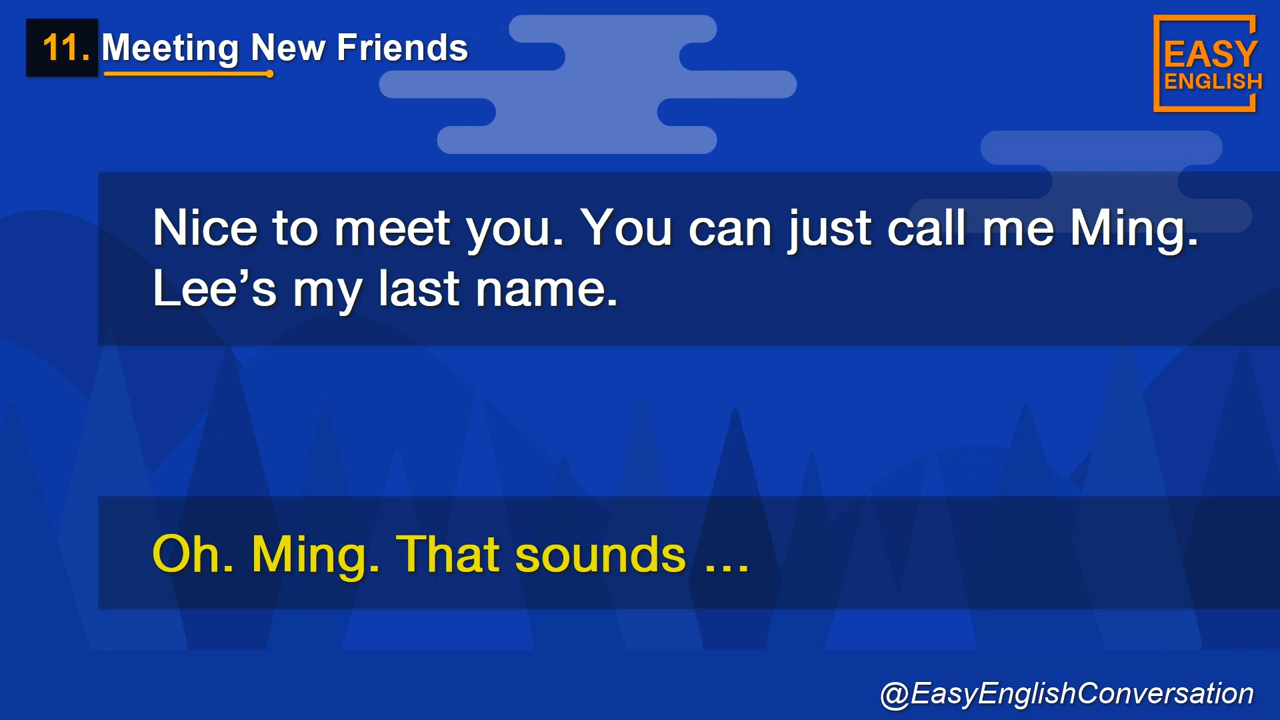 11. Meeting New Friends
EASY
ENGLISH
Nice to meet you. You can just call me Ming.
Lee’s my last name.
Oh. Ming. That sounds ...
@EasyEnglishConversation